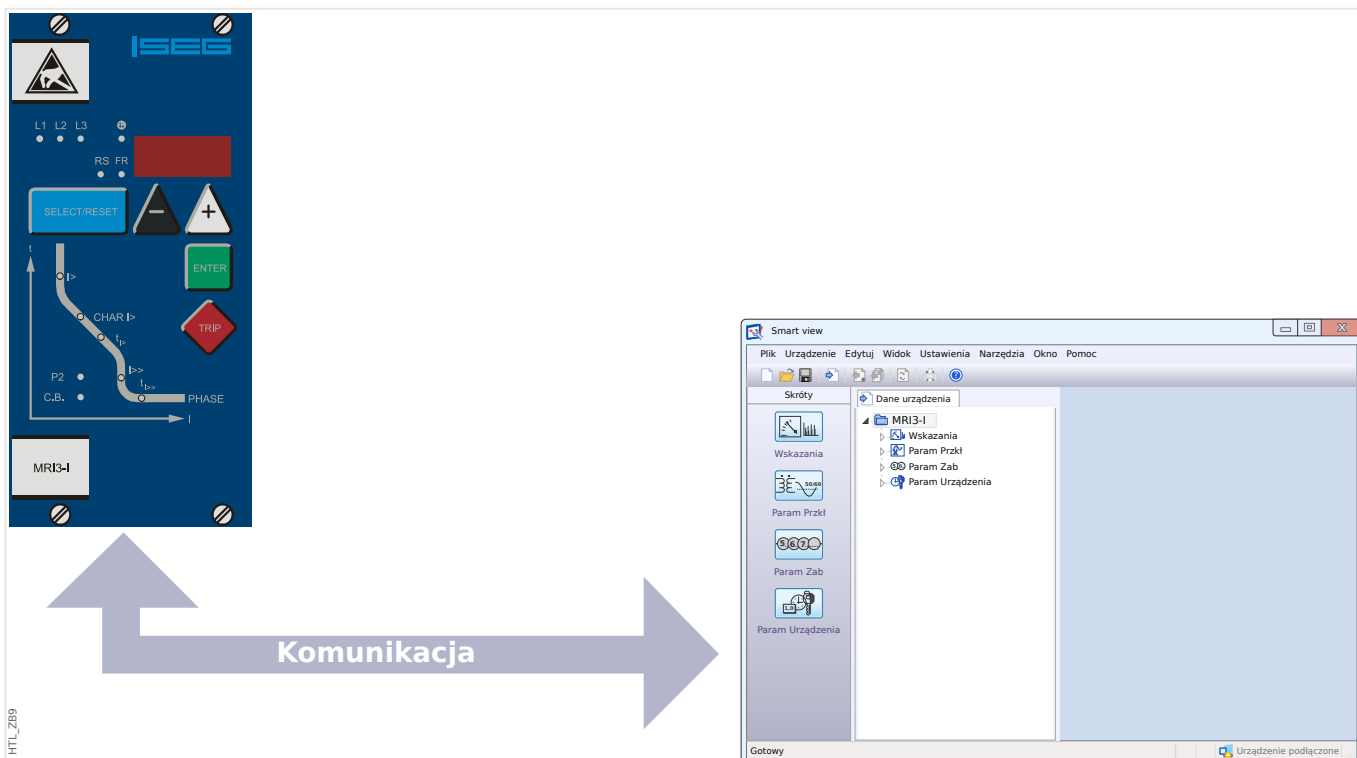 ISEG
L1 L2 L3
RS FR
SELECT/RESET
- +
t
I>
ENTER
CHAR I>
TRIP
tI>
I>>
P2
tI>>
C.B.
PHASE
I
MRI3-I
Komunikacja
HTL_ZB9
Smart view
Plik Urządzenie Edytuj Widok Ustawienia Narzędzia Okno Pomoc
Skróty
Dane urządzenia
MRI3-I
Wskazania
Param Przkł
Param Zab
Param Urządzenia
Wskazania
50/60
Param Przkł
5 6 7
Param Zab
1,0
Param Urządzenia
Gotowy
Urządzenie podłączone